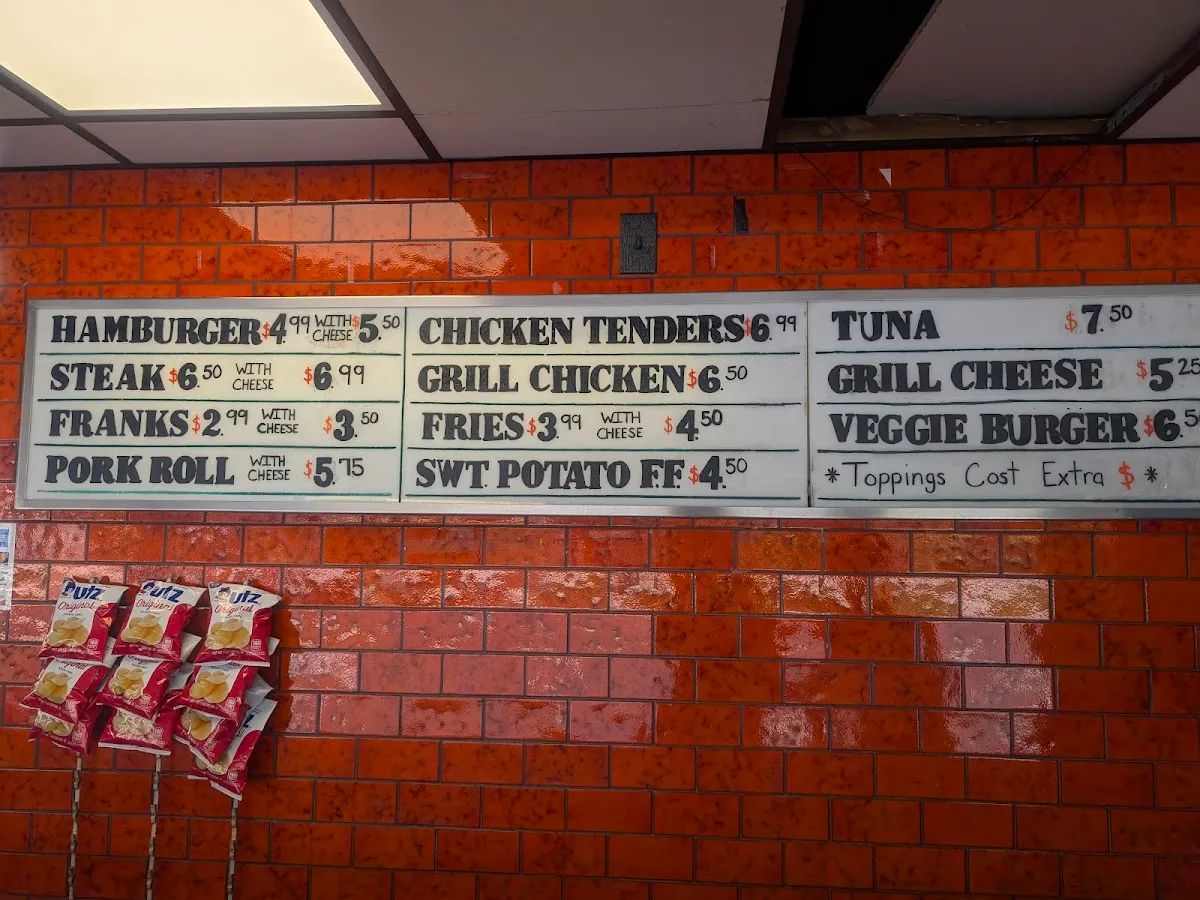 HAMBURGER $4.99 WITH CHEESE $5.50
STEAK $6.50 WITH CHEESE $6.99
FRANKS $2.99 WITH CHEESE $3.50
PORK ROLL WITH CHEESE $5.75
CHICKEN TENDERS $6.99
GRILL CHICKEN $6.50
FRIES $3.99 WITH CHEESE $4.50
SWT. POTATO F.F. $4.50
TUNA $7.50
GRILL CHEESE $5.25
VEGGIE BURGER $6.5
*Toppings Cost Extra $ *
utz utz utz
Original Original Original